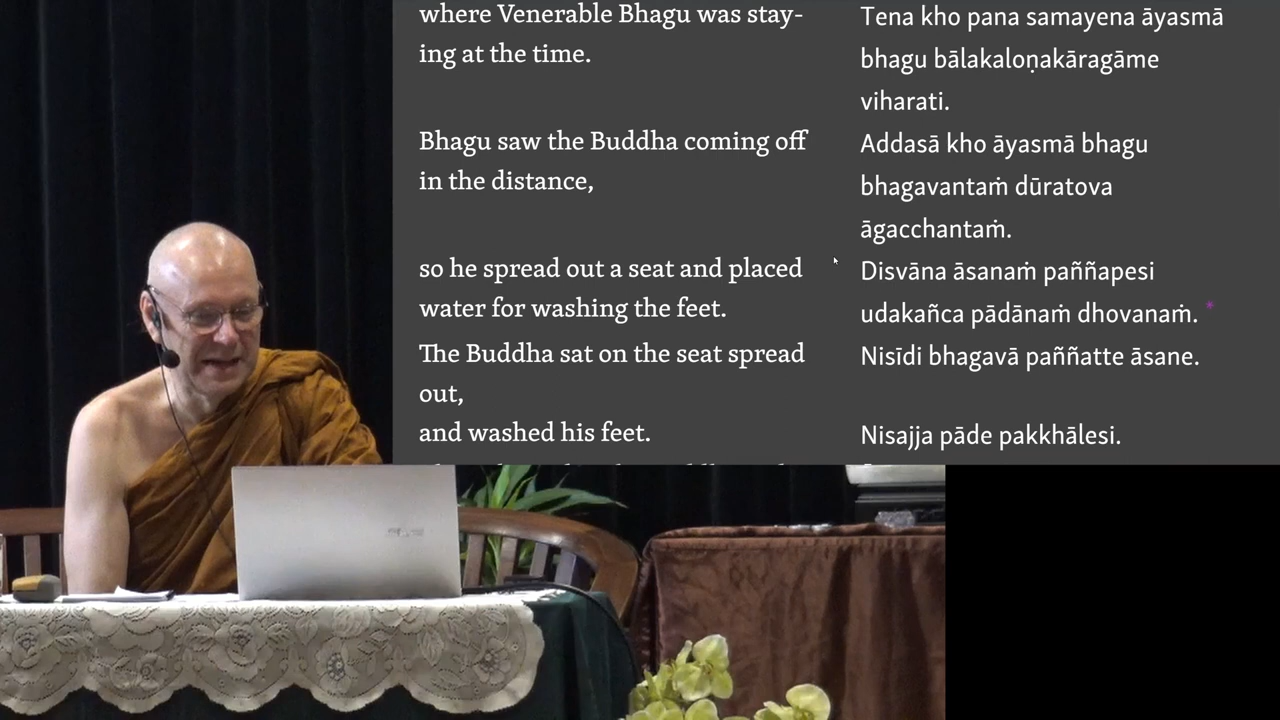 where Venerable Bhagu was stay-
ing at the time.
Bhagu saw the Buddha coming off
in the distance,
so he spread out a seat and placed
water for washing the feet.
The Buddha sat on the seat spread
out,
and washed his feet.
Tena kho pana samayena āyasmā
bhagu bālakaloṇakāragāme
viharati.
Addasā kho āyasmā bhagu
bhagavantaṁ dūratova
āgacchantaṁ.
Disvāna āsanaṁ paññapesi
udakañca pādānaṁ dhovanaṁ. *
Nisīdi bhagavā paññatte āsane.
Nisajja pāde pakkhālesi.